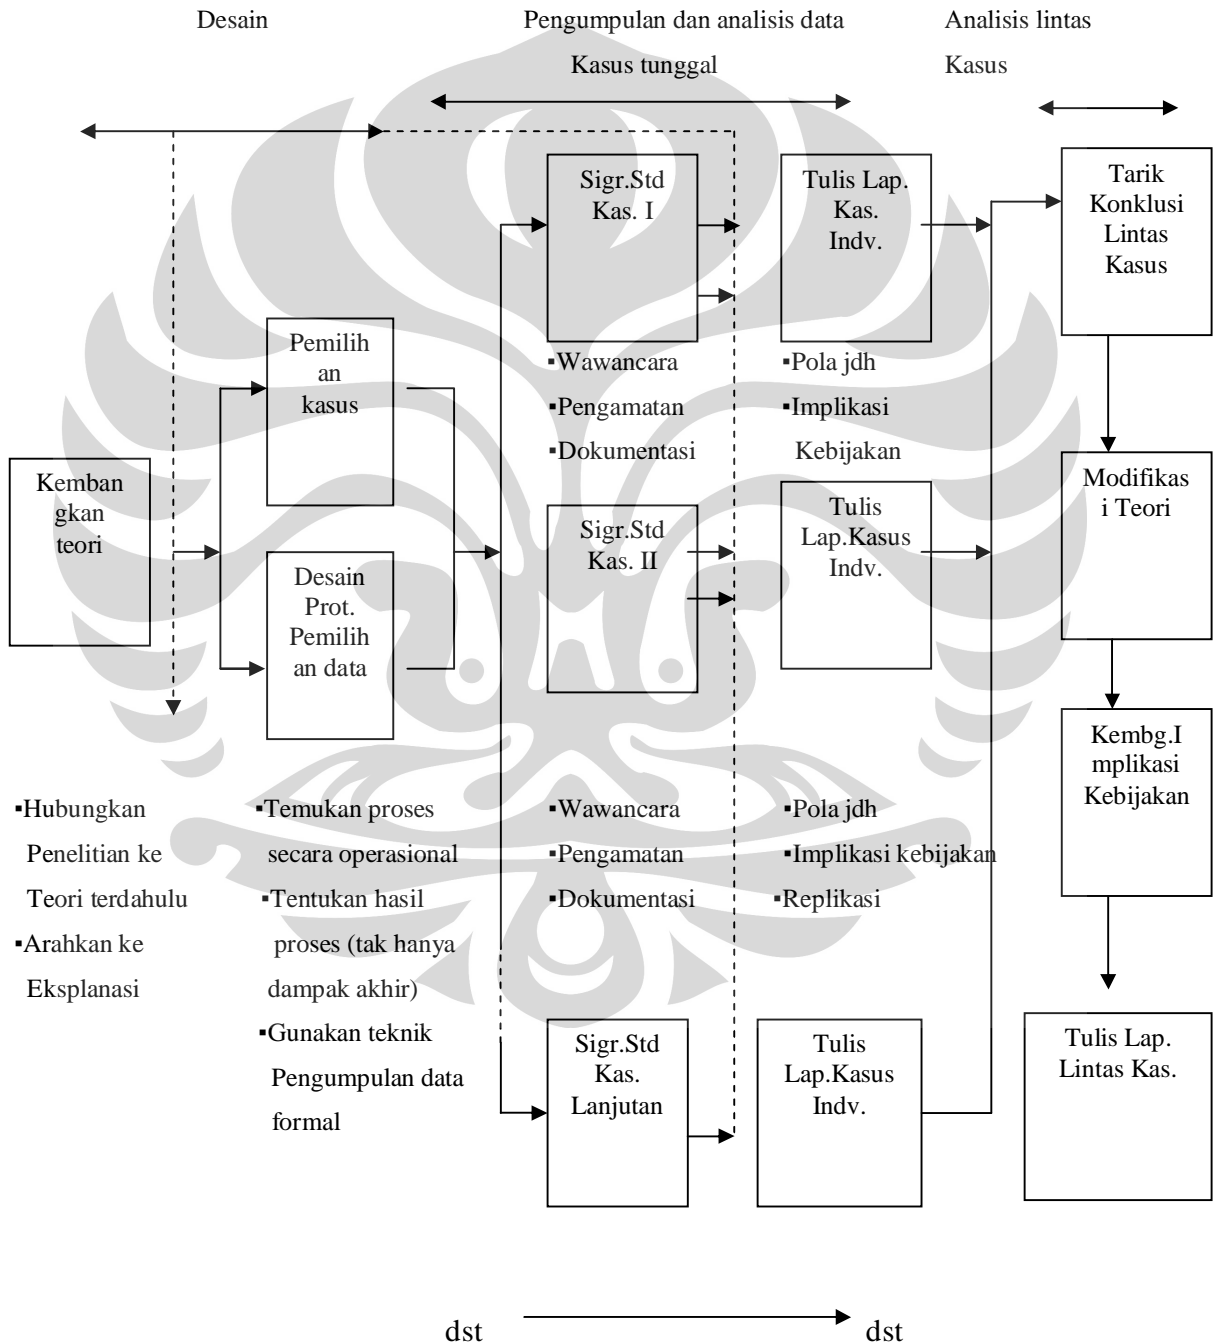 Desain
Pengumpulan dan analisis data
Kasus tunggal
Analisis lintas
Kasus
Sigr.Std
Kas. I
Tulis Lap.
Kas.
Indv.
Tarik
Konklusi
Lintas
Kasus
Pemilih
an
kasus
▪Wawancara
▪Pengamatan
▪Dokumentasi
▪Pola jdh
▪Implikasi
Kebijakan
Kemban
gkan
teori
Desain
Prot.
Pemilih
an data
Sigr.Std
Kas. II
Tulis
Lap.Kasus
Indv.
Modifikas
i Teori
Kembg.I
mplikasi
Kebijakan
▪Hubungkan
Penelitian ke
Teori terdahulu
▪Arahkan ke
Eksplanasi
▪Temukan proses
secara operasional
▪Tentukan hasil
proses (tak hanya
dampak akhir)
▪Gunakan teknik
Pengumpulan data
formal
▪Wawancara
▪Pengamatan
▪Dokumentasi
▪Pola jdh
▪Implikasi kebijakan
▪Replikasi
Sigr.Std
Kas.
Lanjutan
Tulis
Lap.Kasus
Indv.
Tulis Lap.
Lintas Kas.
dst
dst